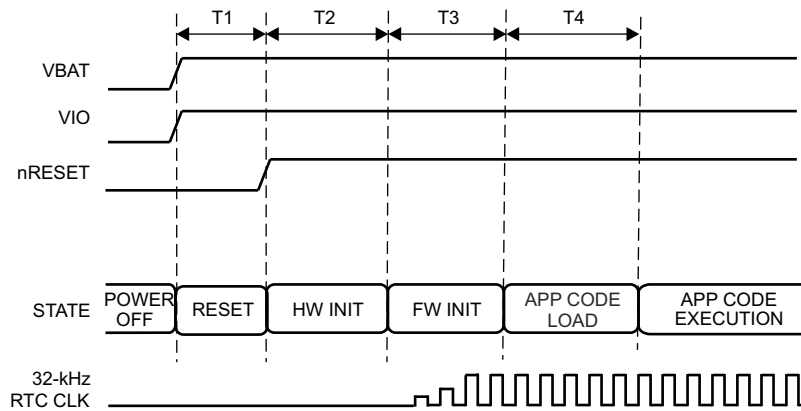 T1 T2 T3 T4
VBAT
VIO
nRESET
STATE
POWER
OFF
RESET
HW INIT
FW INIT
APP CODE
LOAD
APP CODE
EXECUTION
32-kHz
RTC CLK